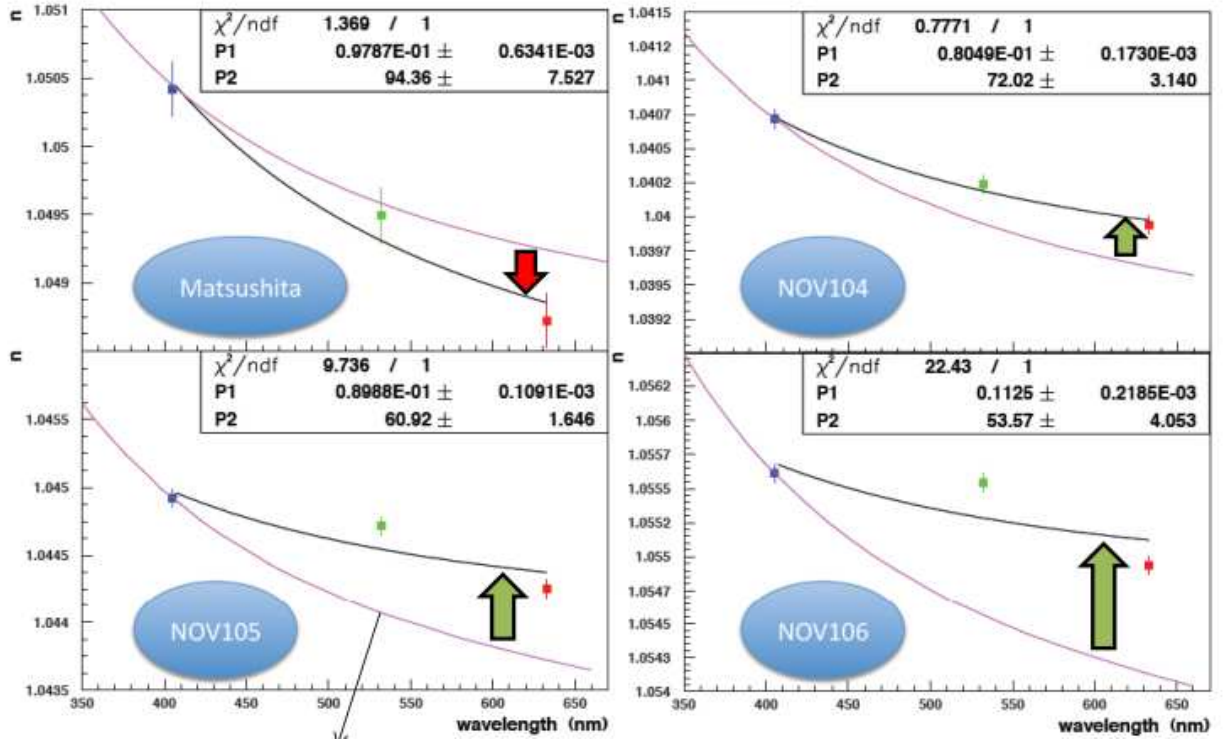 n
1.051
1.0505
1.05
1.0495
1.049
χ²/ndf 1.369 / 1
P1 0.9787E-01 ± 0.6341E-03
P2 94.36 ± 7.527
Matsushita
n
1.0415
1.0412
1.041
1.0407
1.0405
1.0402
1.04
1.0397
1.0395
1.0392
χ²/ndf 0.7771 / 1
P1 0.8049E-01 ± 0.1730E-03
P2 72.02 ± 3.140
NOV104
n
1.0455
1.045
1.0445
1.044
1.0435
χ²/ndf 9.736 / 1
P1 0.8988E-01 ± 0.1091E-03
P2 60.92 ± 1.646
NOV105
350 400 450 500 550 600 650
wavelength (nm)
n
1.0562
1.056
1.0557
1.0555
1.0552
1.055
1.0547
1.0545
1.0543
1.054
χ²/ndf 22.43 / 1
P1 0.1125 ± 0.2185E-03
P2 53.57 ± 4.053
NOV106
350 400 450 500 550 600 650
wavelength (nm)